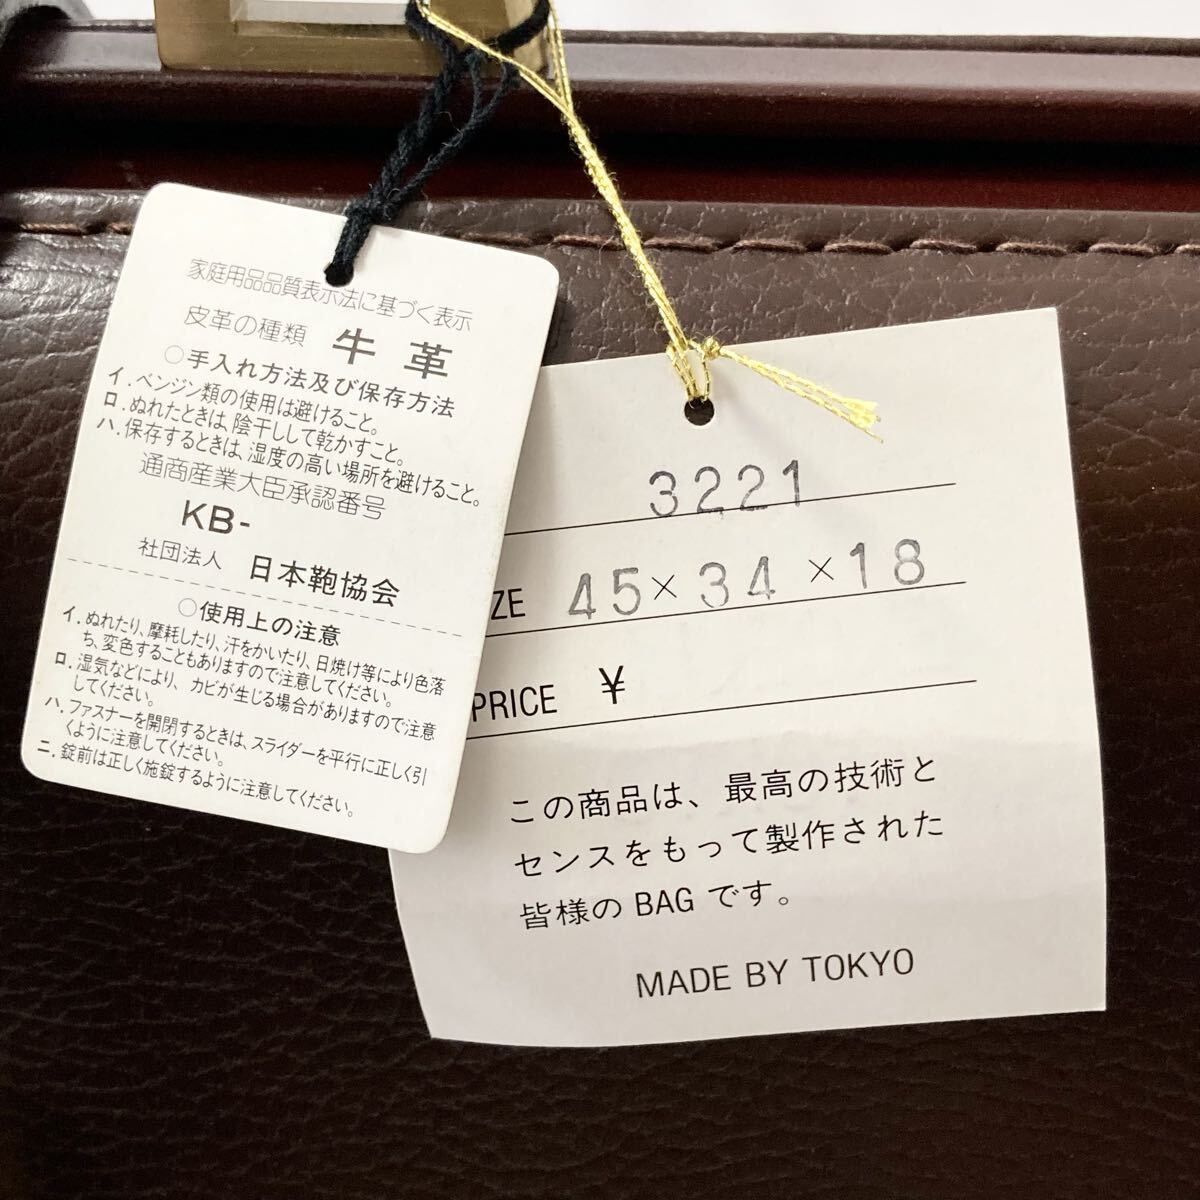 家庭用品品質表示法に基づく表示
皮革の種類 牛革
○手入れ方法及び保存方法
イ.ベンジン類の使用は避けること。
ロ.ぬれたときは、陰干しして乾かすこと。
ハ.保存するときは、湿度の高い場所を避けること。
通商産業大臣承認番号
KB-
社団法人 日本鞄協会
○使用上の注意
イ.ぬれたり、摩耗したり、汗をかいたり、日焼け等により色落
ち、変色することもありますので注意してください。
ロ.湿気などにより、カビが生じる場合がありますので注意
してください。
ハ.ファスナーを開閉するときは、スライダーを平行に正しく引
くように注意してください。
ニ.錠前は正しく施錠するように注意してください。
3221
ZE 45×34×18
PRICE ¥
この商品は、最高の技術と
センスをもって製作された
皆様の BAG です。
MADE BY TOKYO